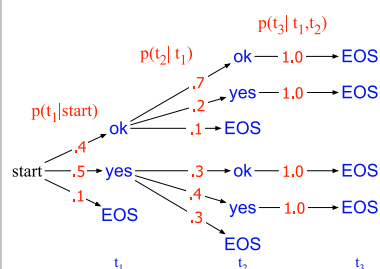 p(t₃| t₁,t₂)
p(t₂| t₁)
ok 1.0 EOS
.7
p(t₁|start)
.2 yes 1.0 EOS
ok .1 EOS
.4
start .5 yes .3 ok 1.0 EOS
.1 .4
EOS .3 yes 1.0 EOS
EOS
t₁ t₂ t₃